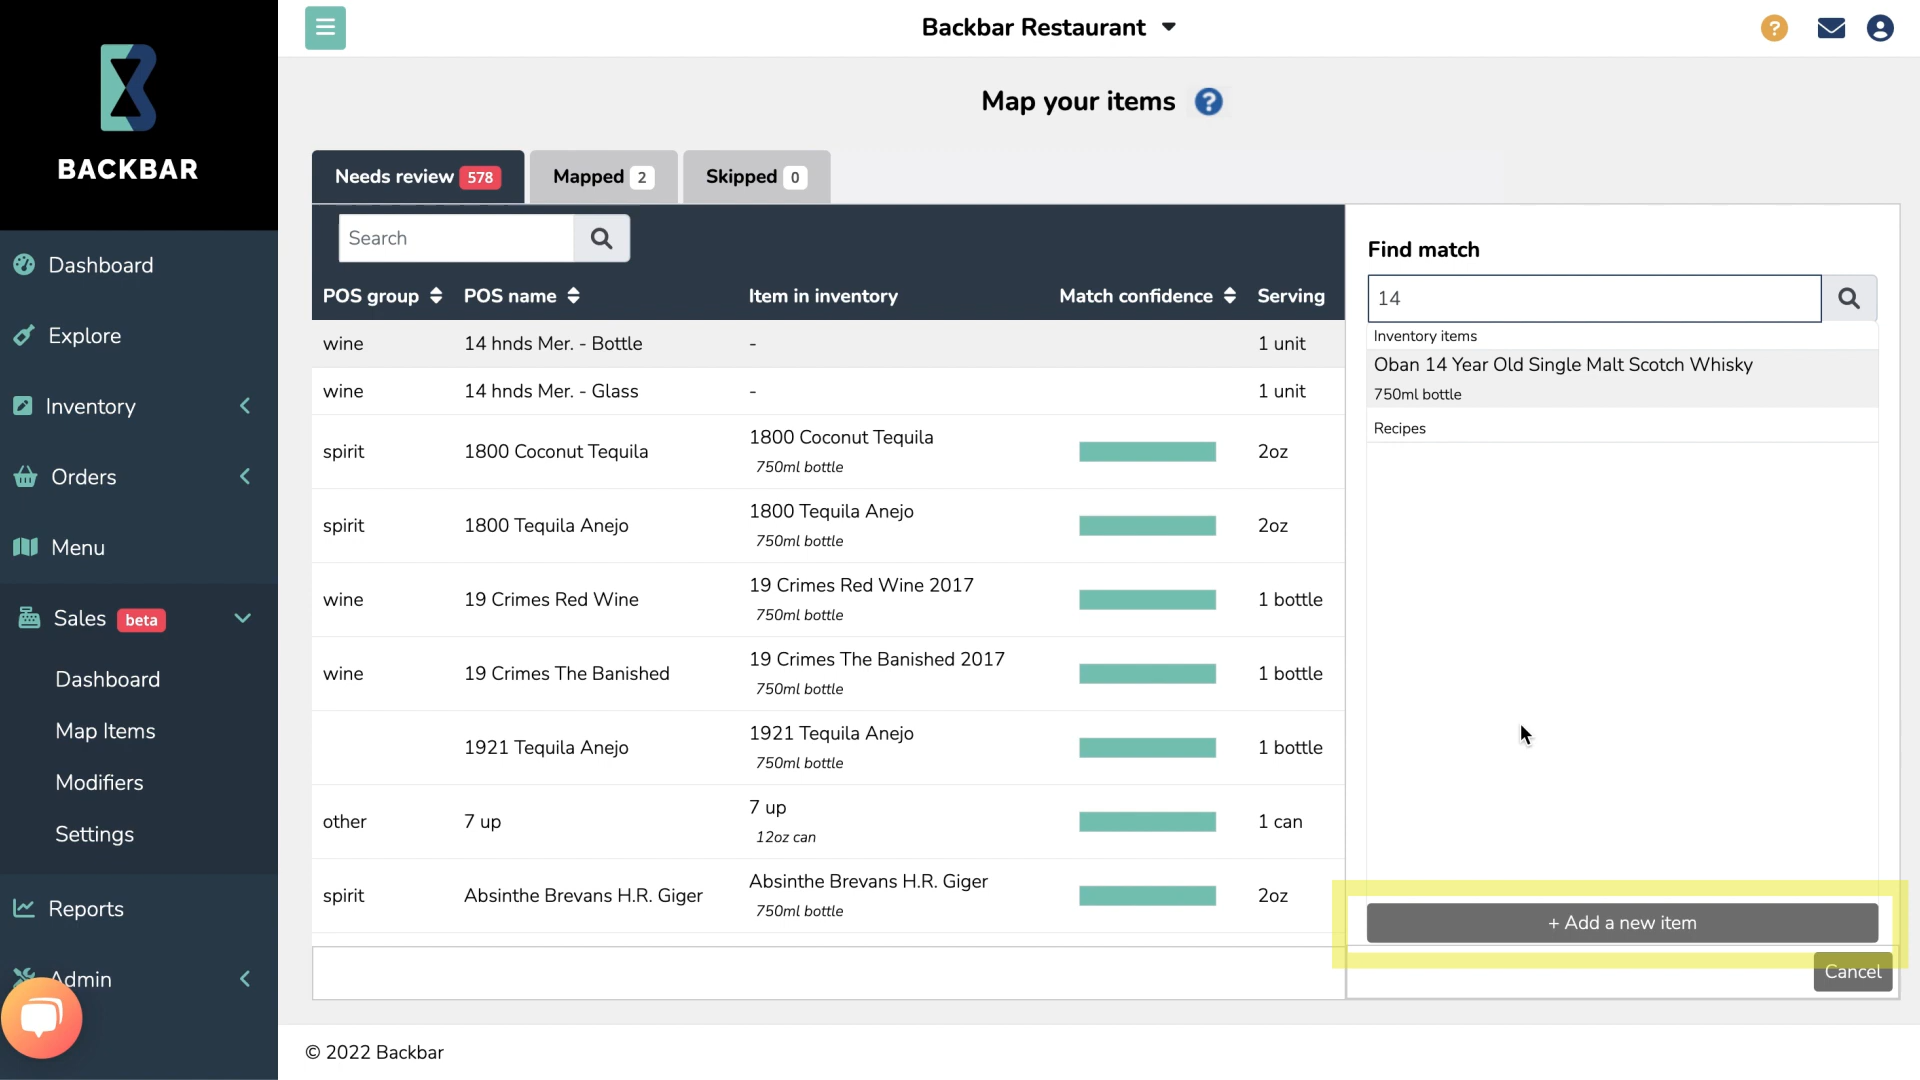 BACKBAR
Backbar Restaurant
?
Map your items ?
Needs review 578
Mapped 2
Skipped 0
Search
POS group
POS name
Item in inventory
Match confidence
Serving
wine
14 hnds Mer. - Bottle
-
1 unit
wine
14 hnds Mer. - Glass
-
1 unit
spirit
1800 Coconut Tequila
1800 Coconut Tequila
750ml bottle
2oz
spirit
1800 Tequila Anejo
1800 Tequila Anejo
750ml bottle
2oz
wine
19 Crimes Red Wine
19 Crimes Red Wine 2017
750ml bottle
1 bottle
wine
19 Crimes The Banished
19 Crimes The Banished 2017
750ml bottle
1 bottle
1921 Tequila Anejo
1921 Tequila Anejo
750ml bottle
1 bottle
other
7 up
7 up
12oz can
1 can
spirit
Absinthe Brevans H.R. Giger
Absinthe Brevans H.R. Giger
750ml bottle
2oz
Find match
14
Inventory items
Oban 14 Year Old Single Malt Scotch Whisky
750ml bottle
Recipes
+ Add a new item
Cancel
Dashboard
Explore
Inventory
Orders
Menu
Sales beta
Dashboard
Map Items
Modifiers
Settings
Reports
Admin
© 2022 Backbar